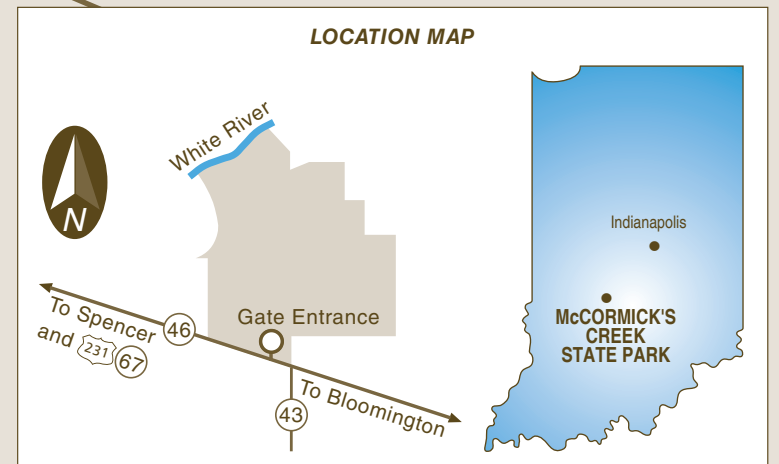 LOCATION MAP
White River
N
Indianapolis
To Spencer
and 231 67
46
Gate Entrance
McCORMICK'S
CREEK
STATE PARK
To Bloomington
43